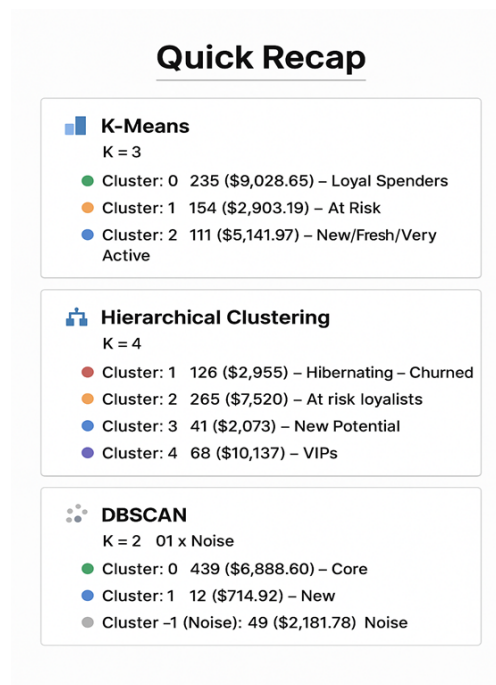 Quick Recap
K-Means
K = 3
Cluster: 0 235 ($9,028.65) – Loyal Spenders
Cluster: 1 154 ($2,903.19) – At Risk
Cluster: 2 111 ($5,141.97) – New/Fresh/Very
Active
Hierarchical Clustering
K = 4
Cluster: 1 126 ($2,955) – Hibernating – Churned
Cluster: 2 265 ($7,520) – At risk loyalists
Cluster: 3 41 ($2,073) – New Potential
Cluster: 4 68 ($10,137) – VIPs
DBSCAN
K = 2 01 x Noise
Cluster: 0 439 ($6,888.60) – Core
Cluster: 1 12 ($714.92) – New
Cluster –1 (Noise): 49 ($2,181.78) Noise